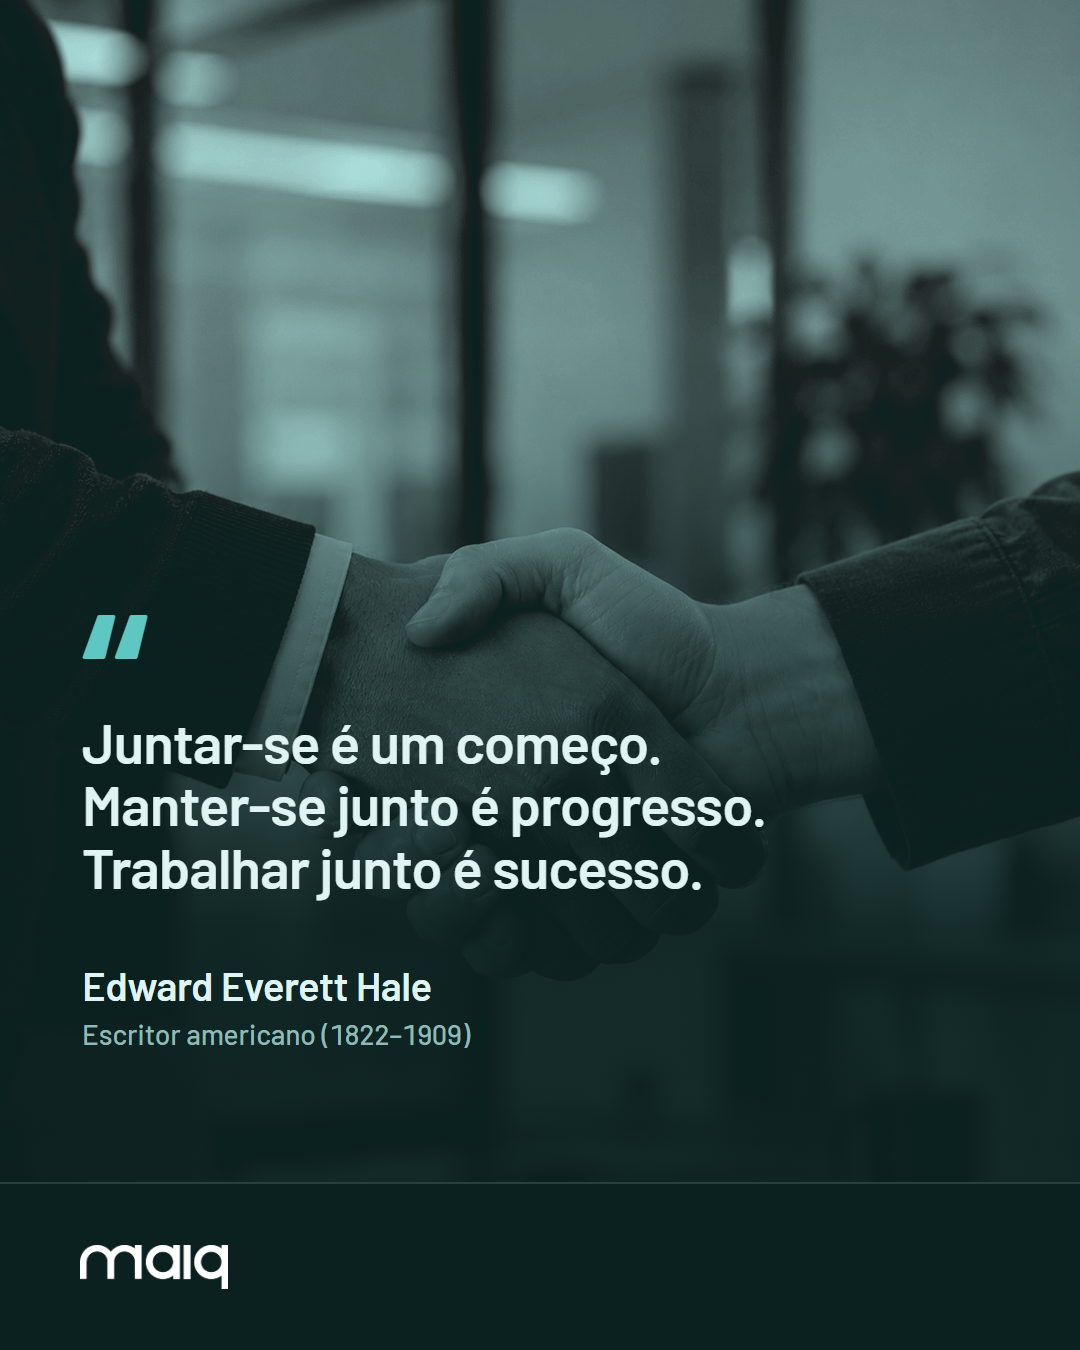 Juntar-se é um começo.
Manter-se junto é progresso.
Trabalhar junto é sucesso.
Edward Everett Hale
Escritor americano (1822-1909)
maiq